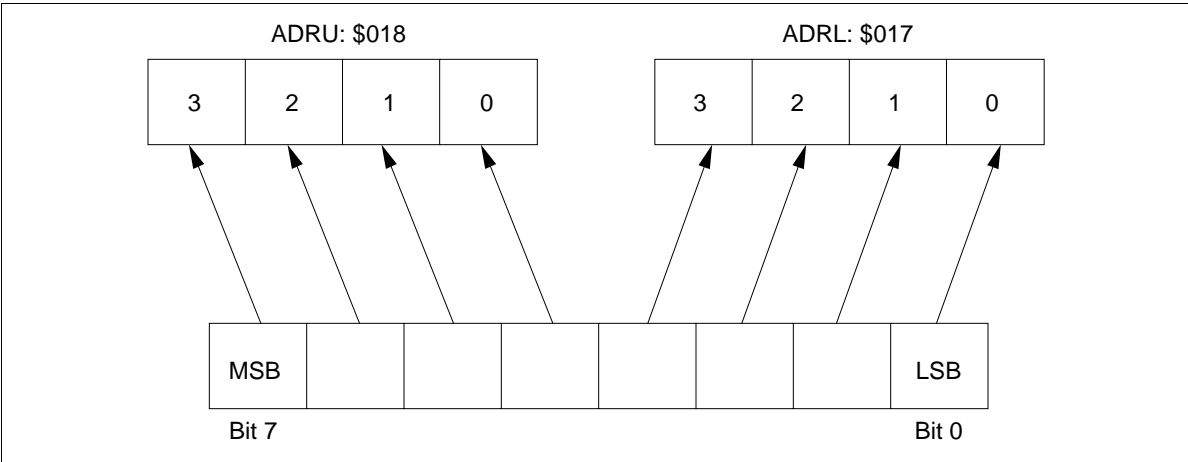 ADRU: $018 ADRL: $017
3 2 1 0 3 2 1 0
MSB LSB
Bit 7 Bit 0